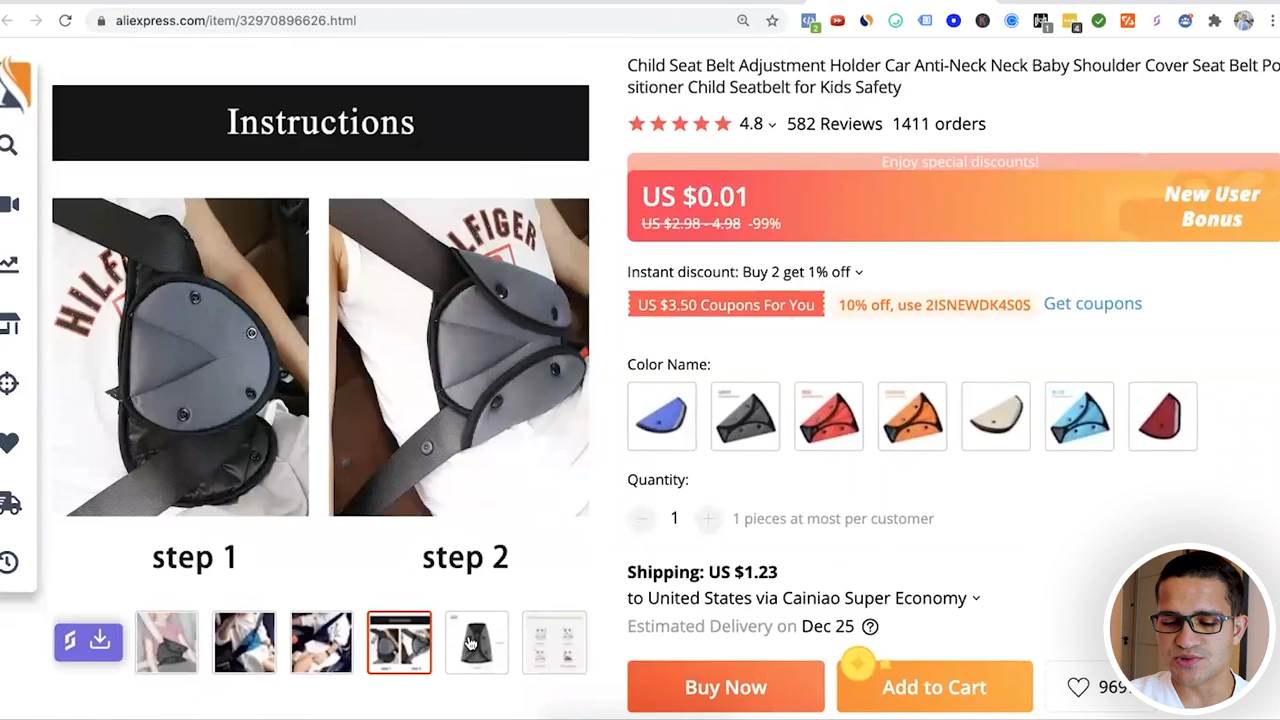 aliexpress.com/item/32970896626.html
2
1
4
Instructions
HILFIGER
HILFIGER
step 1
step 2
Child Seat Belt Adjustment Holder Car Anti-Neck Neck Baby Shoulder Cover Seat Belt Po
sitioner Child Seatbelt for Kids Safety
4.8 582 Reviews 1411 orders
Enjoy special discounts!
US $0.01
US $2.98 - 4.98 -99%
New User
Bonus
Instant discount: Buy 2 get 1% off
US $3.50 Coupons For You 10% off, use 2ISNEWDK4S0S Get coupons
Color Name:
Quantity:
1 1 pieces at most per customer
Shipping: US $1.23
to United States via Cainiao Super Economy
Estimated Delivery on Dec 25
Buy Now
Add to Cart